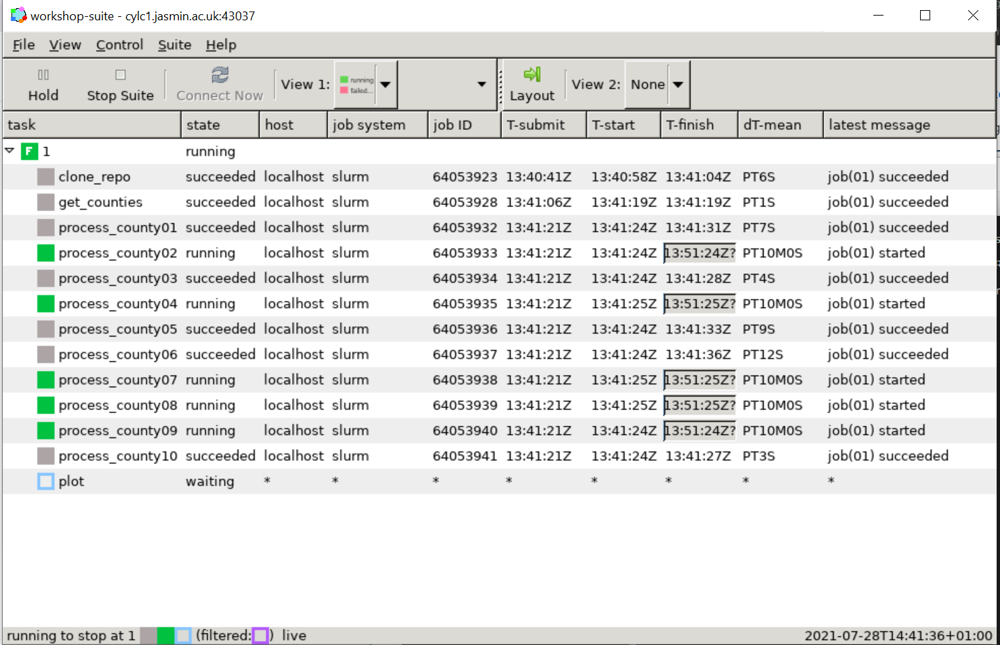 workshop-suite - cylc1.jasmin.ac.uk:43037
File View Control Suite Help
Hold Stop Suite Connect Now View 1: running failed... Layout View 2: None
task state host job system job ID T-submit T-start T-finish dT-mean latest message
F 1 running
clone_repo succeeded localhost slurm 64053923 13:40:41Z 13:40:58Z 13:41:04Z PT6S job(01) succeeded
get_counties succeeded localhost slurm 64053928 13:41:06Z 13:41:19Z 13:41:19Z PT1S job(01) succeeded
process_county01 succeeded localhost slurm 64053932 13:41:21Z 13:41:24Z 13:41:31Z PT7S job(01) succeeded
process_county02 running localhost slurm 64053933 13:41:21Z 13:41:24Z 13:51:24Z? PT10M0S job(01) started
process_county03 succeeded localhost slurm 64053934 13:41:21Z 13:41:24Z 13:41:28Z PT4S job(01) succeeded
process_county04 running localhost slurm 64053935 13:41:21Z 13:41:25Z 13:51:25Z? PT10M0S job(01) started
process_county05 succeeded localhost slurm 64053936 13:41:21Z 13:41:24Z 13:41:33Z PT9S job(01) succeeded
process_county06 succeeded localhost slurm 64053937 13:41:21Z 13:41:24Z 13:41:36Z PT12S job(01) succeeded
process_county07 running localhost slurm 64053938 13:41:21Z 13:41:25Z 13:51:25Z? PT10M0S job(01) started
process_county08 running localhost slurm 64053939 13:41:21Z 13:41:25Z 13:51:25Z? PT10M0S job(01) started
process_county09 running localhost slurm 64053940 13:41:21Z 13:41:24Z 13:51:24Z? PT10M0S job(01) started
process_county10 succeeded localhost slurm 64053941 13:41:21Z 13:41:24Z 13:41:27Z PT3S job(01) succeeded
plot waiting * * * * * * * *
running to stop at 1 (filtered: ) live 2021-07-28T14:41:36+01:00